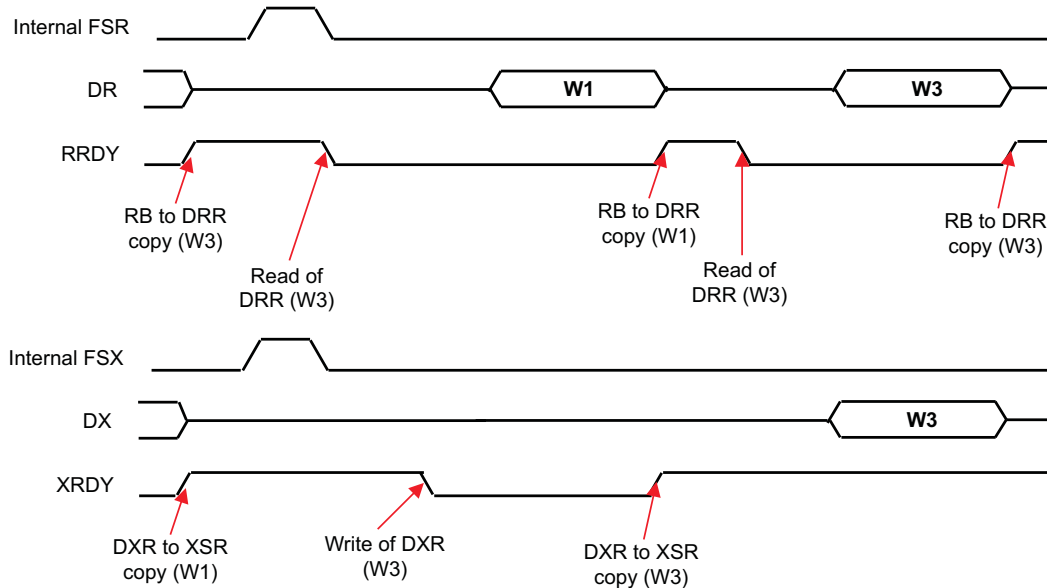 Internal FSR
DR
W1
W3
RRDY
RB to DRR
copy (W3)
Read of
DRR (W3)
RB to DRR
copy (W1)
Read of
DRR (W3)
RB to DRR
copy (W3)
Internal FSX
DX
W3
XRDY
DXR to XSR
copy (W1)
Write of DXR
(W3)
DXR to XSR
copy (W3)